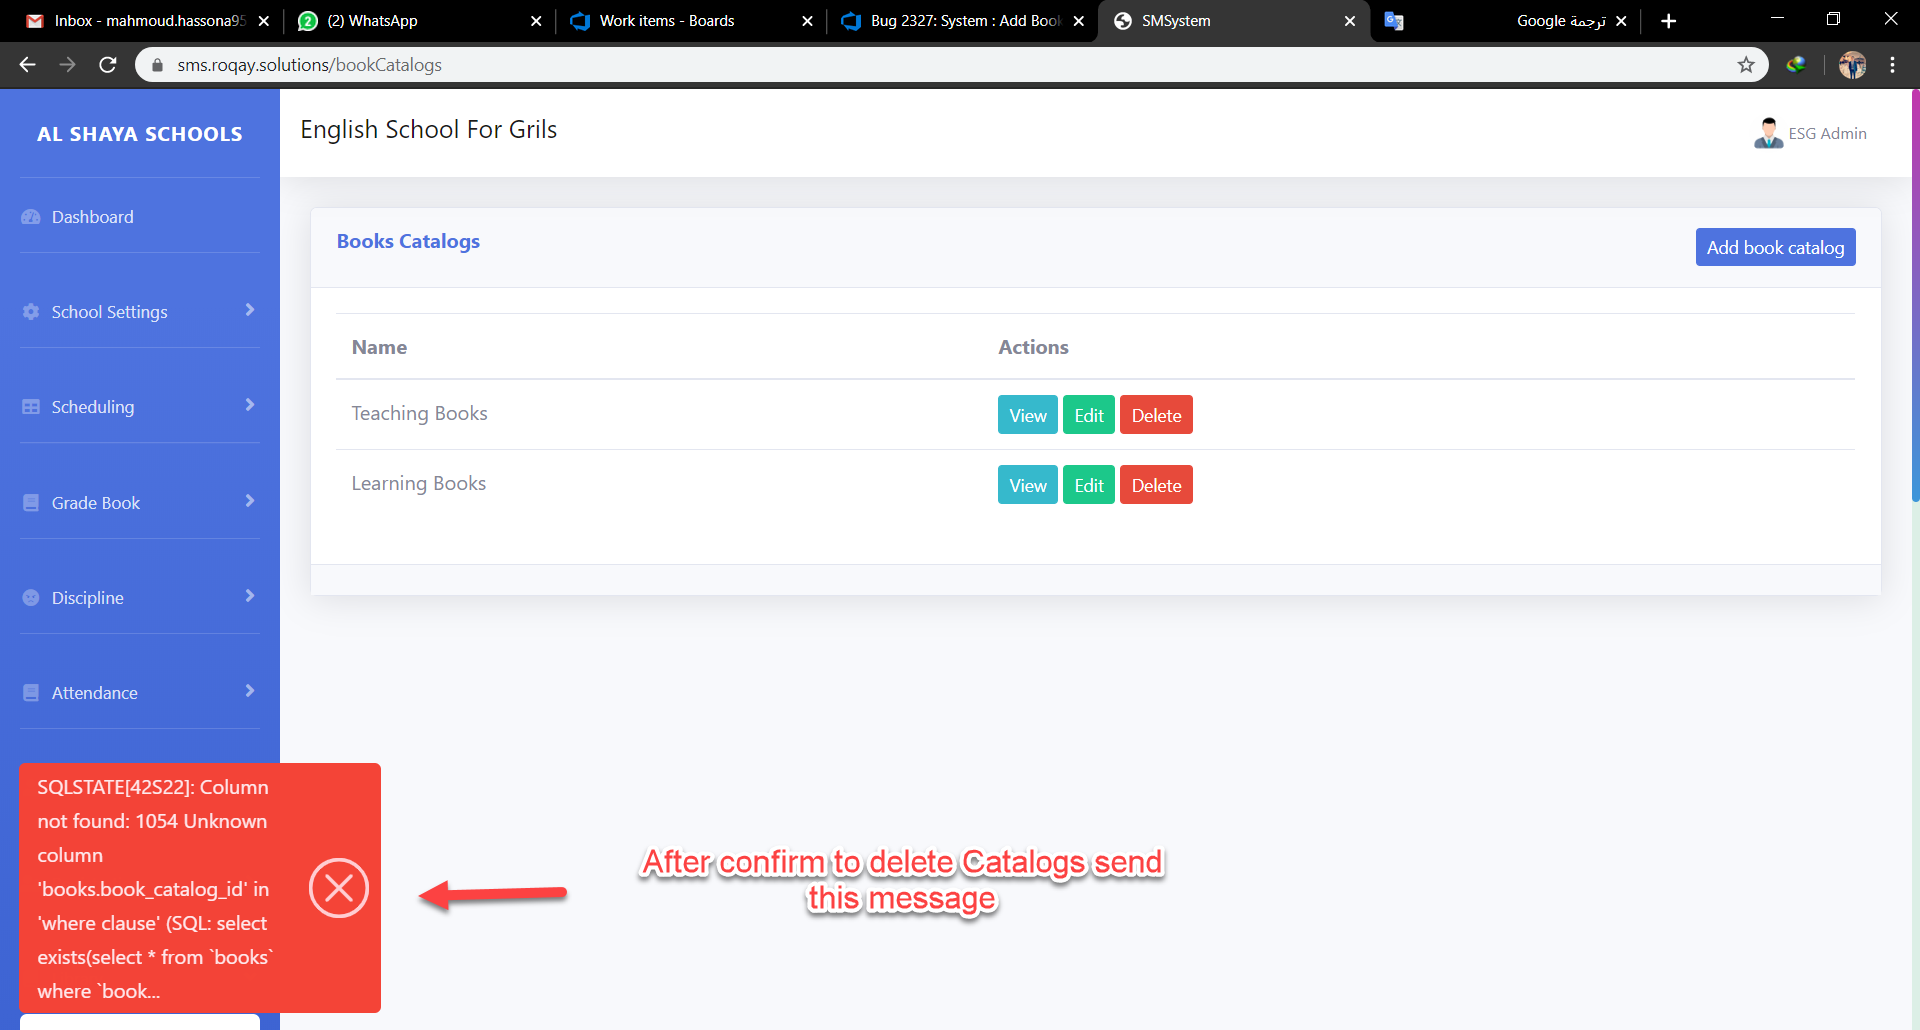 Inbox - mahmoud.hassona95
(2) WhatsApp
Work items - Boards
Bug 2327: System : Add Book
SMSystem
ترجمة Google
sms.roqay.solutions/bookCatalogs
AL SHAYA SCHOOLS
English School For Grils
ESG Admin
Dashboard
School Settings
Scheduling
Grade Book
Discipline
Attendance
Books Catalogs
Add book catalog
Name Actions
Teaching Books View Edit Delete
Learning Books View Edit Delete
SQLSTATE[42S22]: Column
not found: 1054 Unknown
column
'books.book_catalog_id' in
'where clause' (SQL: select
exists(select * from `books`
where `book...
After confirm to delete Catalogs send
this message